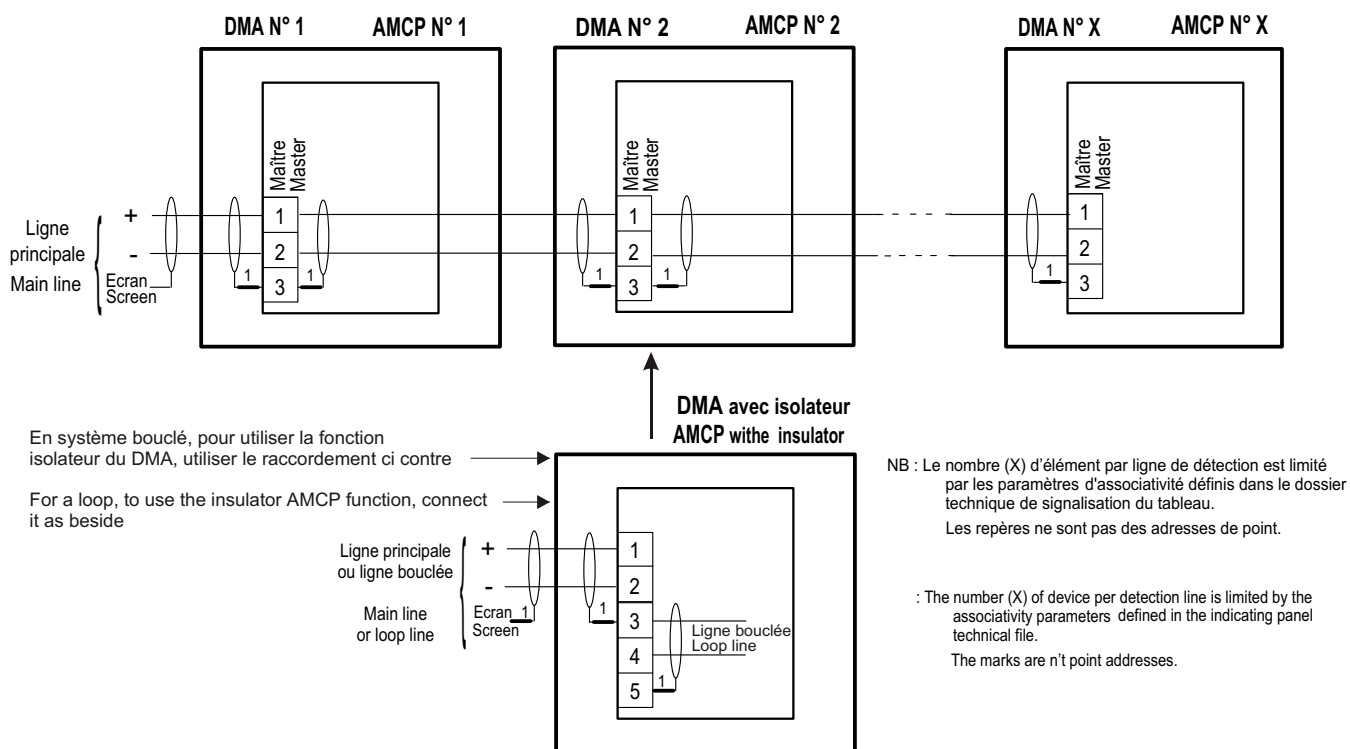 DMA N° 1 AMCP N° 1
DMA N° 2 AMCP N° 2
DMA N° X AMCP N° X
Maître
Master
Maître
Master
Maître
Master
Ligne
principale
Main line
+
-
Ecran
Screen
1
2
3
1
1
1
2
3
1
1
1
2
3
1
DMA avec isolateur
AMCP withe insulator
En système bouclé, pour utiliser la fonction
isolateur du DMA, utiliser le raccordement ci contre
For a loop, to use the insulator AMCP function, connect
it as beside
Ligne principale
ou ligne bouclée
Main line
or loop line
+
-
Ecran
Screen
1
1
1
2
3
4
5
1
Ligne bouclée
Loop line
NB : Le nombre (X) d'élément par ligne de détection est limité
par les paramètres d'associativité définis dans le dossier
technique de signalisation du tableau.
Les repères ne sont pas des adresses de point.
: The number (X) of device per detection line is limited by the
associativity parameters defined in the indicating panel
technical file.
The marks are n't point addresses.